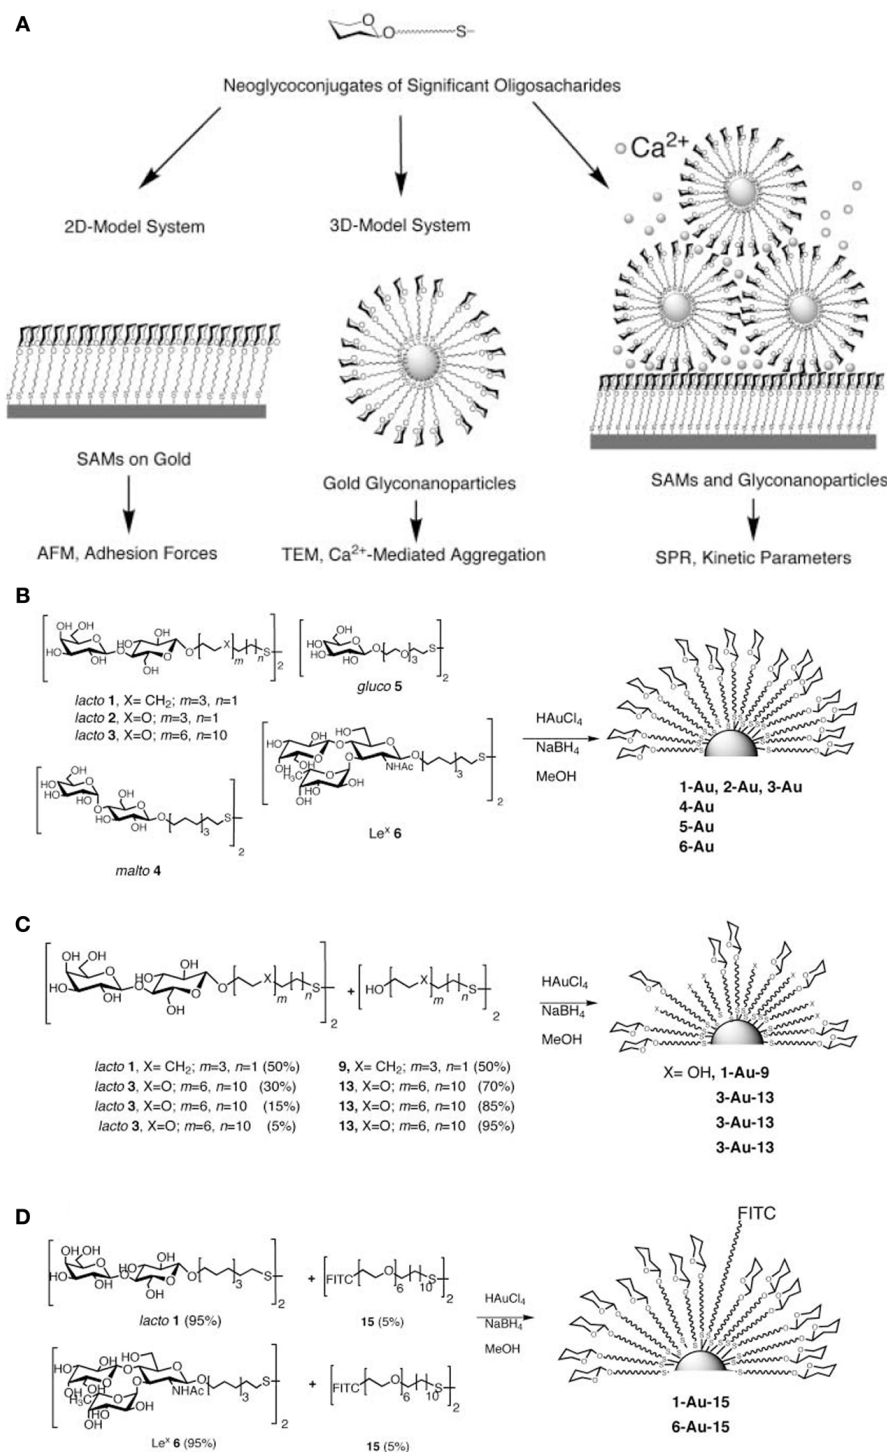 A
O
O
S
Neoglycoconjugates of Significant Oligosacharides
Ca²⁺
2D-Model System
3D-Model System
SAMs on Gold
Gold Glyconanoparticles
SAMs and Glyconanoparticles
AFM, Adhesion Forces
TEM, Ca²⁺-Mediated Aggregation
SPR, Kinetic Parameters
B
lacto 1, X= CH₂; m=3, n=1
lacto 2, X=O; m=3, n=1
lacto 3, X=O; m=6, n=10
gluco 5
malto 4
Leˣ 6
HAuCl₄
NaBH₄
MeOH
1-Au, 2-Au, 3-Au
4-Au
5-Au
6-Au
C
HAuCl₄
NaBH₄
MeOH
lacto 1, X= CH₂; m=3, n=1 (50%) 9, X= CH₂; m=3, n=1 (50%)
lacto 3, X=O; m=6, n=10 (30%) 13, X=O; m=6, n=10 (70%)
lacto 3, X=O; m=6, n=10 (15%) 13, X=O; m=6, n=10 (85%)
lacto 3, X=O; m=6, n=10 (5%) 13, X=O; m=6, n=10 (95%)
X= OH, 1-Au-9
3-Au-13
3-Au-13
3-Au-13
D
FITC
lacto 1 (95%)
+
FITC
15 (5%)
HAuCl₄
NaBH₄
MeOH
Leˣ 6 (95%)
+
FITC
15 (5%)
1-Au-15
6-Au-15